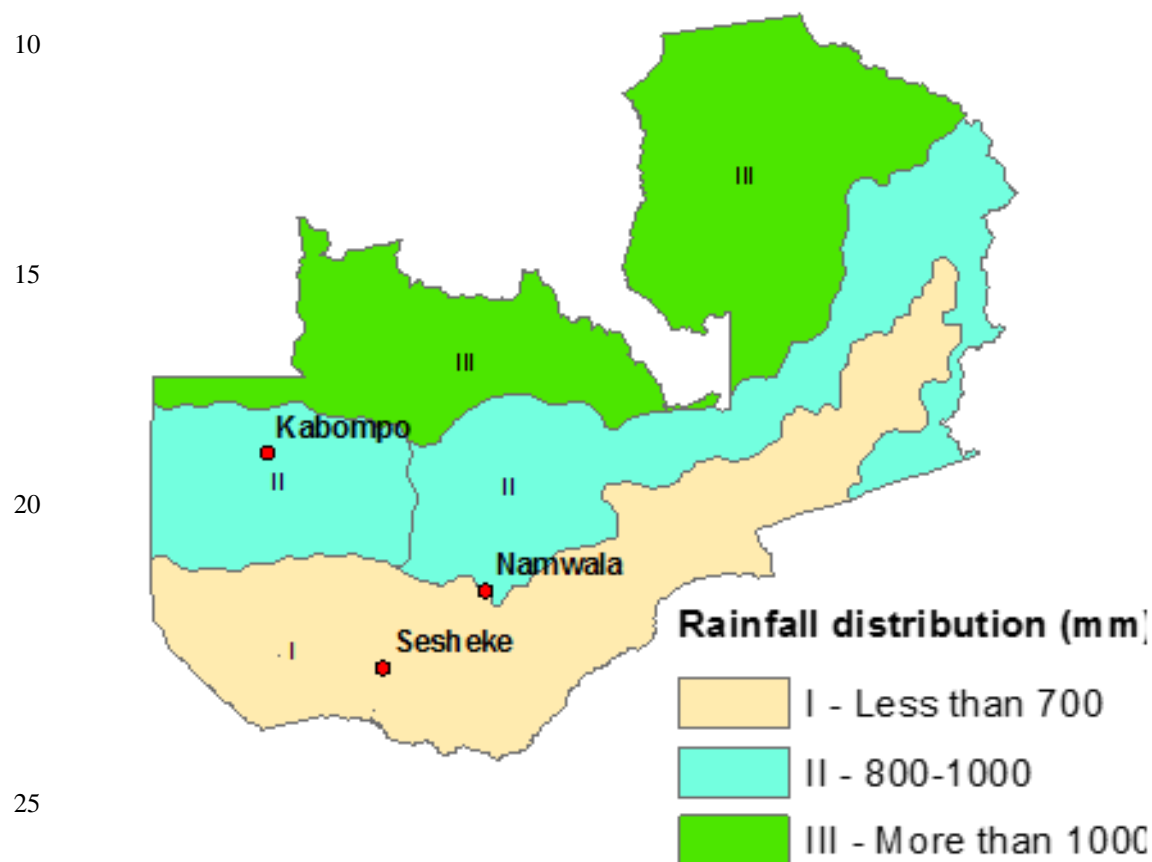 10
III
15
III
Kabompo
II
II
20
Namwala
Rainfall distribution (mm)
Sesheke
I
I - Less than 700
II - 800-1000
25
III - More than 1000